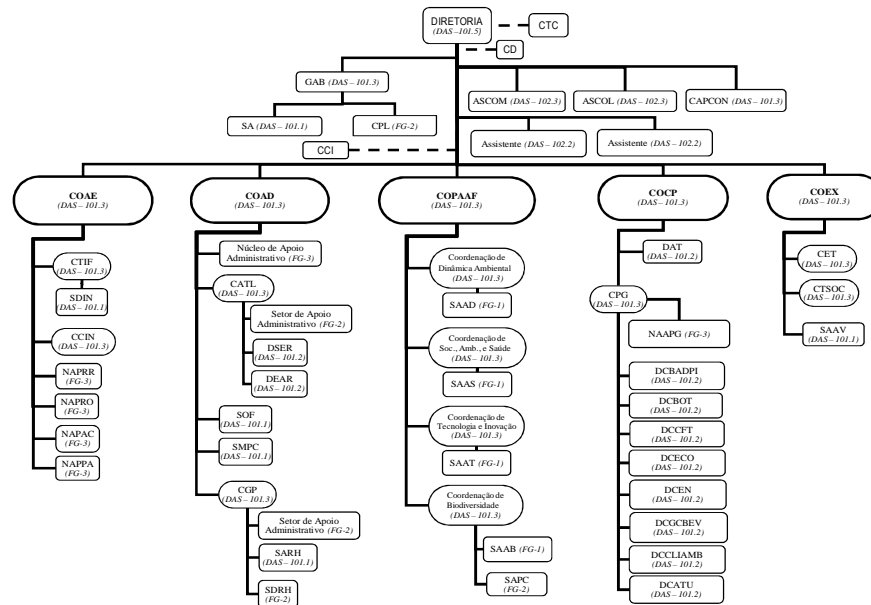 DIRETORIA
(DAS – 101.5)
CTC
CD
GAB (DAS – 101.3)
ASCOM (DAS – 102.3)
ASCOL (DAS – 102.3)
CAPCON (DAS – 101.3)
SA (DAS – 101.1)
CPL (FG-2)
Assistente (DAS – 102.2)
Assistente (DAS – 102.2)
CCI
COAE
(DAS – 101.3)
COAD
(DAS – 101.3)
COPAAF
(DAS – 101.3)
COCP
(DAS – 101.3)
COEX
(DAS – 101.3)
CTIF
(DAS – 101.3)
SDIN
(DAS – 101.1)
CCIN
(DAS – 101.3)
NAPRR
(FG-3)
NAPRO
(FG-3)
NAPAC
(FG-3)
NAPPA
(FG-3)
Núcleo de Apoio
Administrativo (FG-3)
CATL
(DAS – 101.3)
Setor de Apoio
Administrativo (FG-2)
DSER
(DAS – 101.2)
DEAR
(DAS – 101.2)
SOF
(DAS – 101.1)
SMPC
(DAS – 101.1)
CGP
(DAS – 101.3)
Setor de Apoio
Administrativo (FG-2)
SARH
(DAS – 101.1)
SDRH
(FG-2)
Coordenação de
Dinâmica Ambiental
(DAS – 101.3)
SAAD (FG-1)
Coordenação de
Soc., Amb., e Saúde
(DAS – 101.3)
SAAS (FG-1)
Coordenação de
Tecnologia e Inovação
(DAS – 101.3)
SAAT (FG-1)
Coordenação de
Biodiversidade
(DAS – 101.3)
SAAB (FG-1)
SAPC
(FG-2)
DAT
(DAS – 101.2)
CPG
(DAS – 101.3)
NAAPG (FG-3)
DCBADPI
(DAS – 101.2)
DCBOT
(DAS – 101.2)
DCCFT
(DAS – 101.2)
DCECO
(DAS – 101.2)
DCEN
(DAS – 101.2)
DCGCBEV
(DAS – 101.2)
DCCLIAMB
(DAS – 101.2)
DCATU
(DAS – 101.2)
CET
(DAS – 101.3)
CTSOC
(DAS – 101.3)
SAAV
(DAS – 101.1)